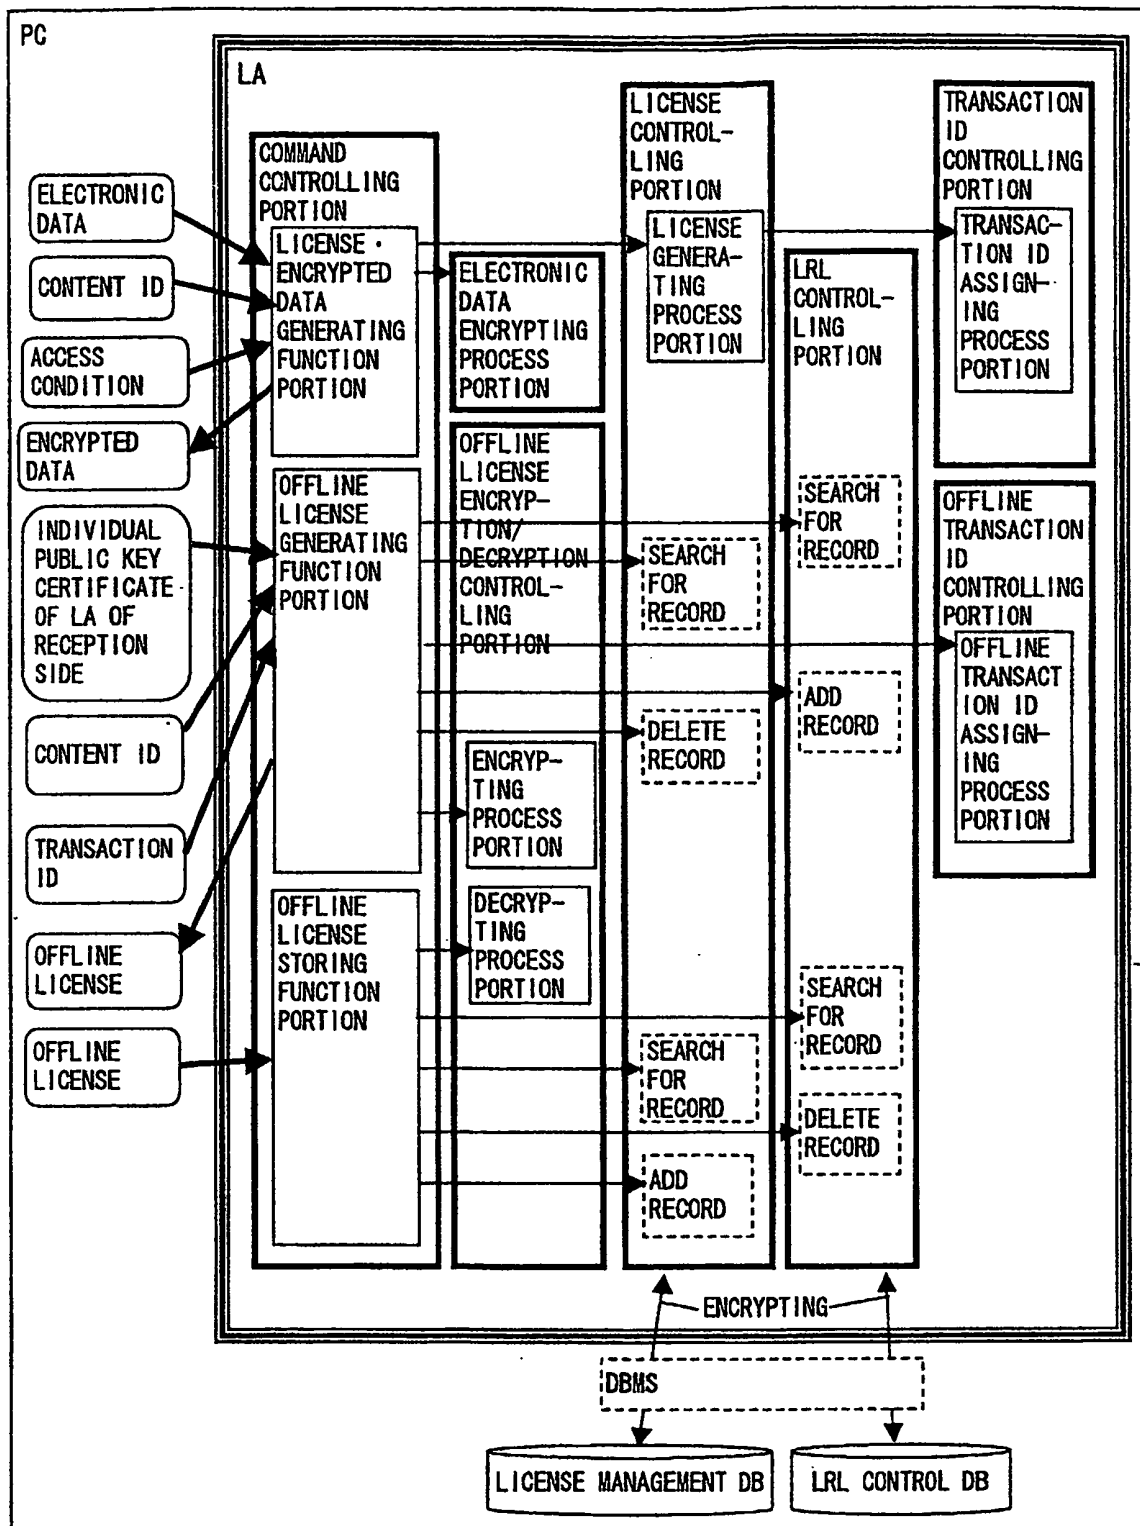 PC
LA
ELECTRONIC
DATA
CONTENT ID
ACCESS
CONDITION
ENCRYPTED
DATA
INDIVIDUAL
PUBLIC KEY
CERTIFICATE
OF LA OF
RECEPTION
SIDE
CONTENT ID
TRANSACTION
ID
OFFLINE
LICENSE
OFFLINE
LICENSE
COMMAND
CONTROLLING
PORTION
LICENSE·
ENCRYPTED
DATA
GENERATING
FUNCTION
PORTION
OFFLINE
LICENSE
GENERATING
FUNCTION
PORTION
OFFLINE
LICENSE
STORING
FUNCTION
PORTION
ELECTRONIC
DATA
ENCRYPTING
PROCESS
PORTION
OFFLINE
LICENSE
ENCRYP-
TION/
DECRYPTION
CONTROL-
LING
PORTION
ENCRYP-
TING
PROCESS
PORTION
DECRYP-
TING
PROCESS
PORTION
LICENSE
CONTROL-
LING
PORTION
LICENSE
GENERA-
TING
PROCESS
PORTION
SEARCH
FOR
RECORD
DELETE
RECORD
SEARCH
FOR
RECORD
ADD
RECORD
LRL
CONTROL-
LING
PORTION
SEARCH
FOR
RECORD
ADD
RECORD
SEARCH
FOR
RECORD
DELETE
RECORD
TRANSACTION
ID
CONTROLLING
PORTION
TRANSAC-
TION ID
ASSIGN-
ING
PROCESS
PORTION
OFFLINE
TRANSACTION
ID
CONTROLLING
PORTION
OFFLINE
TRANSACT
ION ID
ASSIGN-
ING
PROCESS
PORTION
ENCRYPTING
DBMS
LICENSE MANAGEMENT DB
LRL CONTROL DB